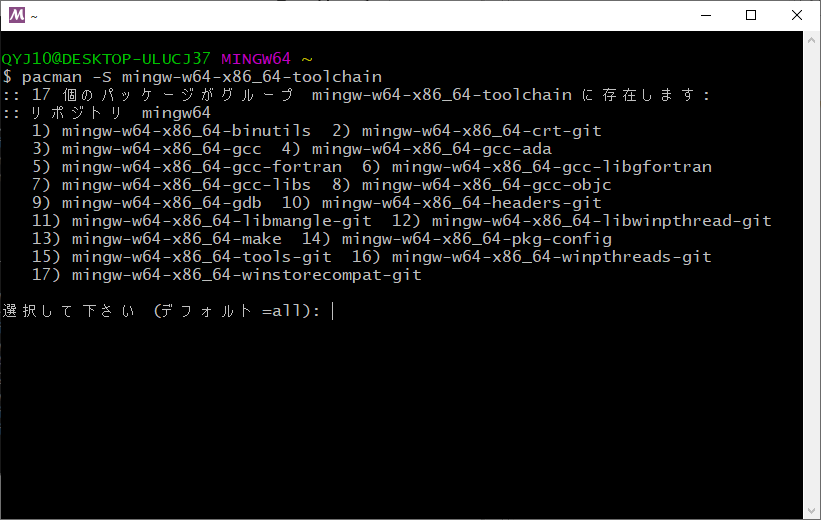 ~
QYJ10@DESKTOP-ULUCJ37 MINGW64 ~
$ pacman -S mingw-w64-x86_64-toolchain
:: 17 個のパッケージがグループ mingw-w64-x86_64-toolchain に存在します:
:: リポジトリ mingw64
1) mingw-w64-x86_64-binutils 2) mingw-w64-x86_64-crt-git
3) mingw-w64-x86_64-gcc 4) mingw-w64-x86_64-gcc-ada
5) mingw-w64-x86_64-gcc-fortran 6) mingw-w64-x86_64-gcc-libgfortran
7) mingw-w64-x86_64-gcc-libs 8) mingw-w64-x86_64-gcc-objc
9) mingw-w64-x86_64-gdb 10) mingw-w64-x86_64-headers-git
11) mingw-w64-x86_64-libmangle-git 12) mingw-w64-x86_64-libwinpthread-git
13) mingw-w64-x86_64-make 14) mingw-w64-x86_64-pkg-config
15) mingw-w64-x86_64-tools-git 16) mingw-w64-x86_64-winpthreads-git
17) mingw-w64-x86_64-winstorecompat-git
選択して下さい (デフォルト=all):